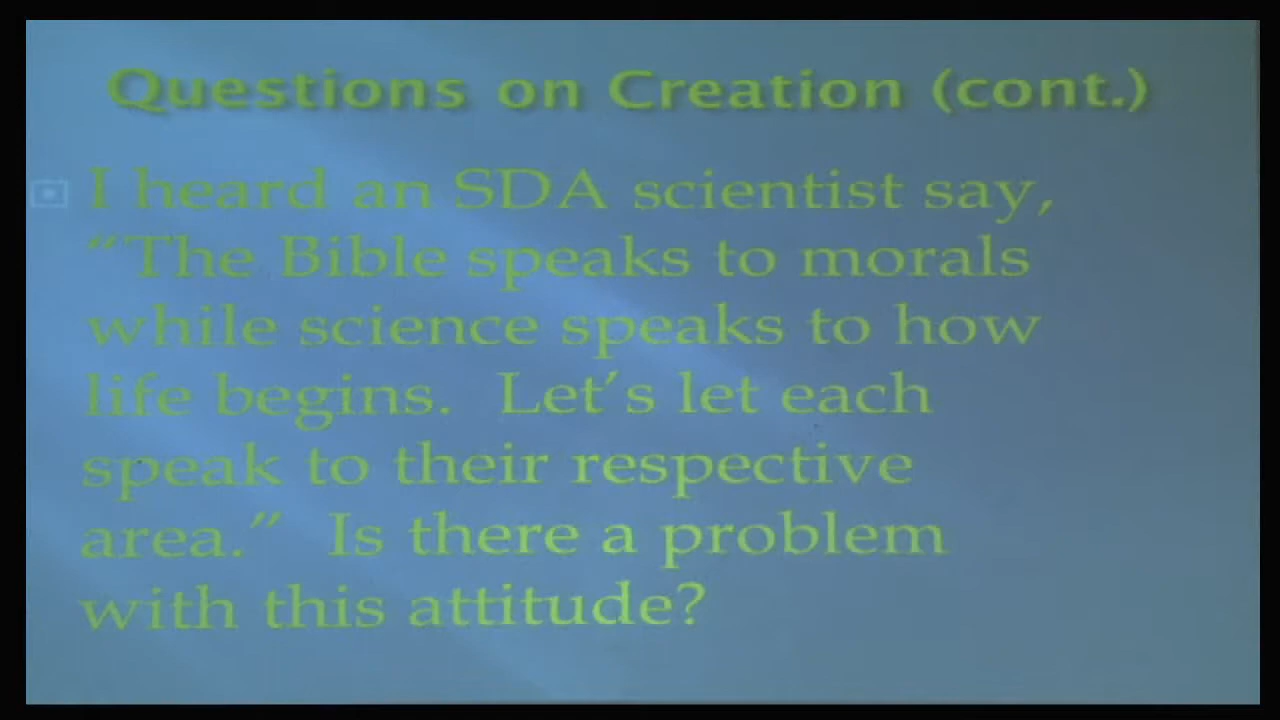 Questions on Creation (cont.)
I heard an SDA scientist say,
“The Bible speaks to morals
while science speaks to how
life begins.  Let’s let each
speak to their respective
area.”  Is there a problem
with this attitude?